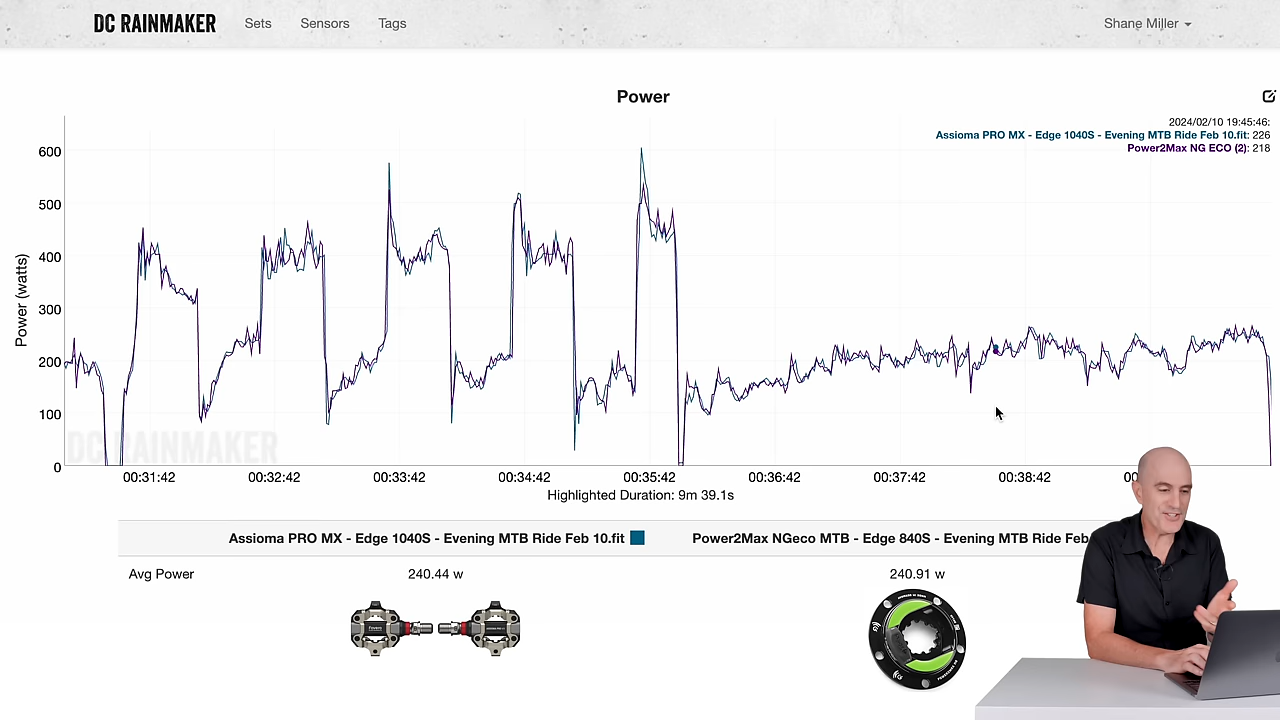 DC RAINMAKER
Sets
Sensors
Tags
Shane Miller
Power
2024/02/10 19:45:46:
Assioma PRO MX - Edge 1040S - Evening MTB Ride Feb 10.fit: 226
Power2Max NG ECO (2): 218
Power (watts)
600
500
400
300
200
100
0
DC RAINMAKER
00:31:42
00:32:42
00:33:42
00:34:42
00:35:42
00:36:42
00:37:42
00:38:42
Highlighted Duration: 9m 39.1s
Assioma PRO MX - Edge 1040S - Evening MTB Ride Feb 10.fit
Power2Max NGeco MTB - Edge 840S - Evening MTB Ride Feb
Avg Power
240.44 w
240.91 w